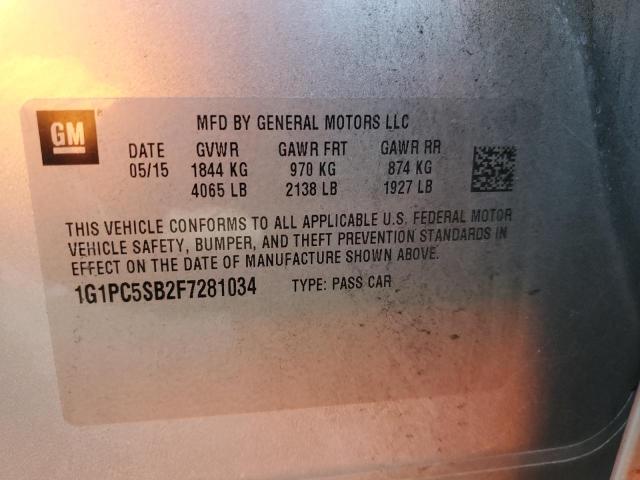 GM
MFD BY GENERAL MOTORS LLC
DATE GVWR GAWR FRT GAWR RR
05/15 1844 KG 970 KG 874 KG
4065 LB 2138 LB 1927 LB
THIS VEHICLE CONFORMS TO ALL APPLICABLE U.S. FEDERAL MOTOR
VEHICLE SAFETY, BUMPER, AND THEFT PREVENTION STANDARDS IN
EFFECT ON THE DATE OF MANUFACTURE SHOWN ABOVE.
1G1PC5SB2F7281034 TYPE: PASS CAR